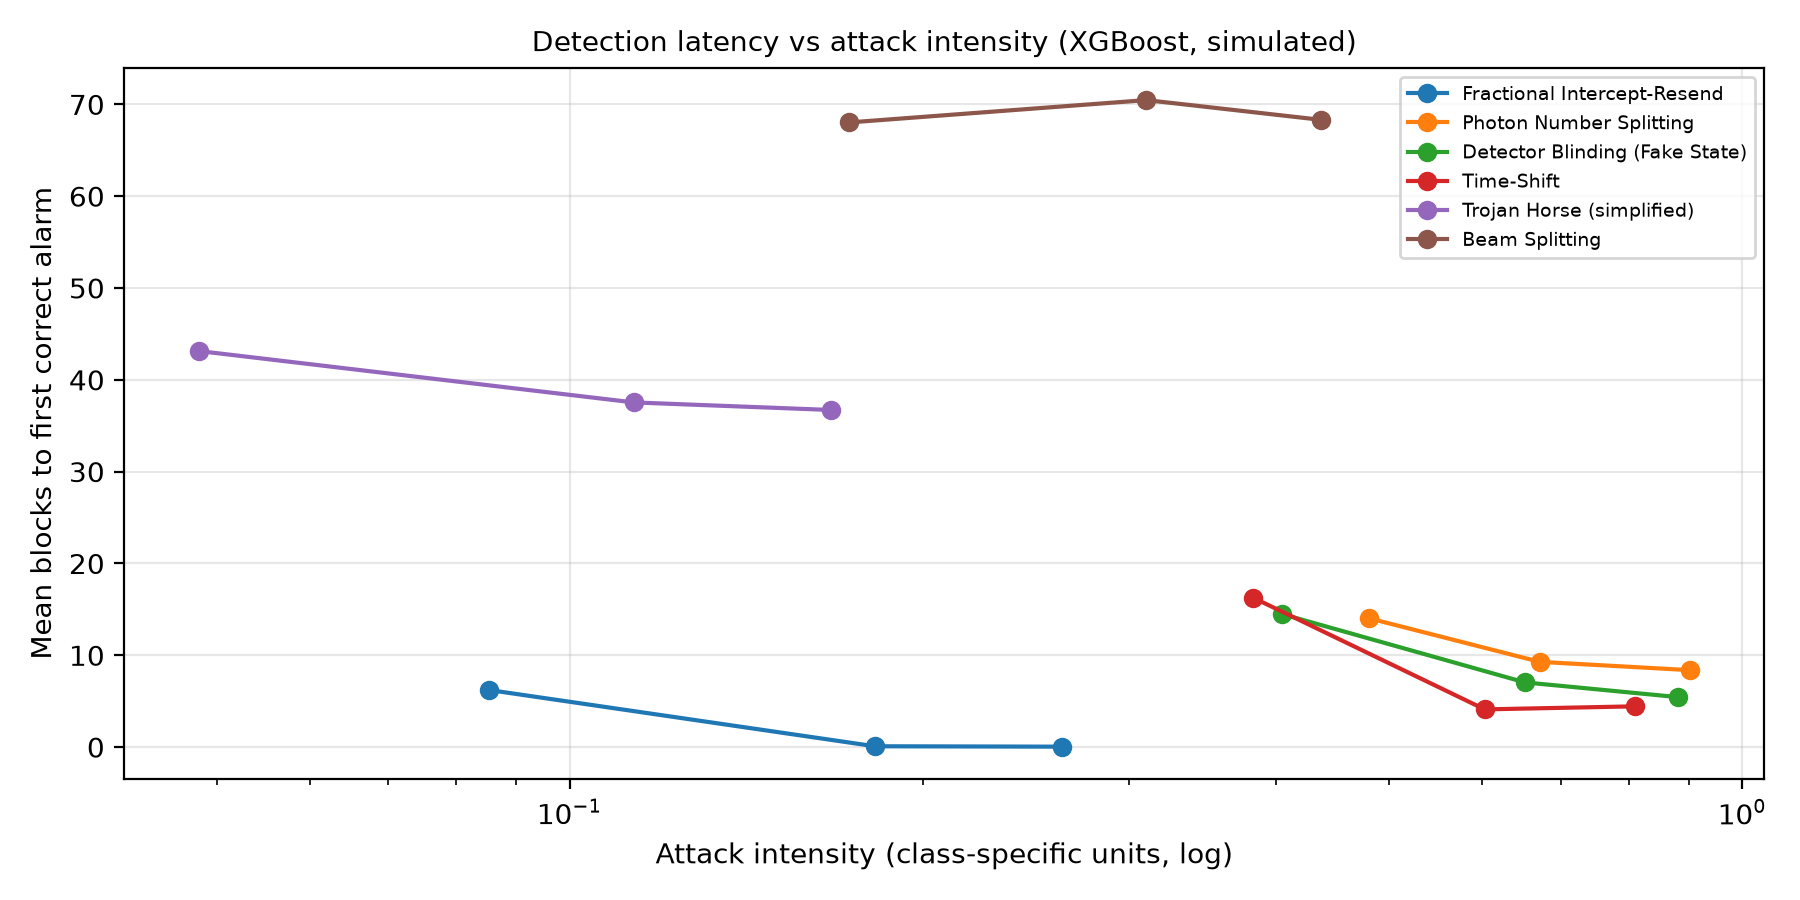 Detection latency vs attack intensity (XGBoost, simulated)
Mean blocks to first correct alarm
70
60
50
40
30
20
10
0
Fractional Intercept-Resend
Photon Number Splitting
Detector Blinding (Fake State)
Time-Shift
Trojan Horse (simplified)
Beam Splitting
10⁻¹
10⁰
Attack intensity (class-specific units, log)